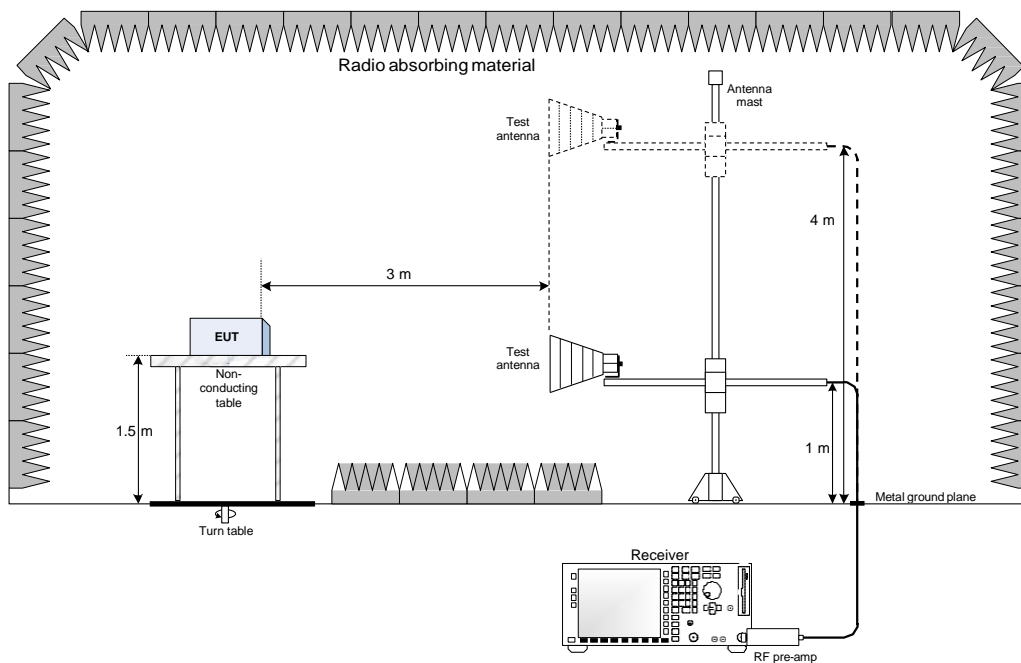 Radio absorbing material
Antenna
mast
Test
antenna
4 m
3 m
EUT
Test
antenna
Non-
conducting
table
1.5 m
1 m
Metal ground plane
Turn table
Receiver
RF pre-amp